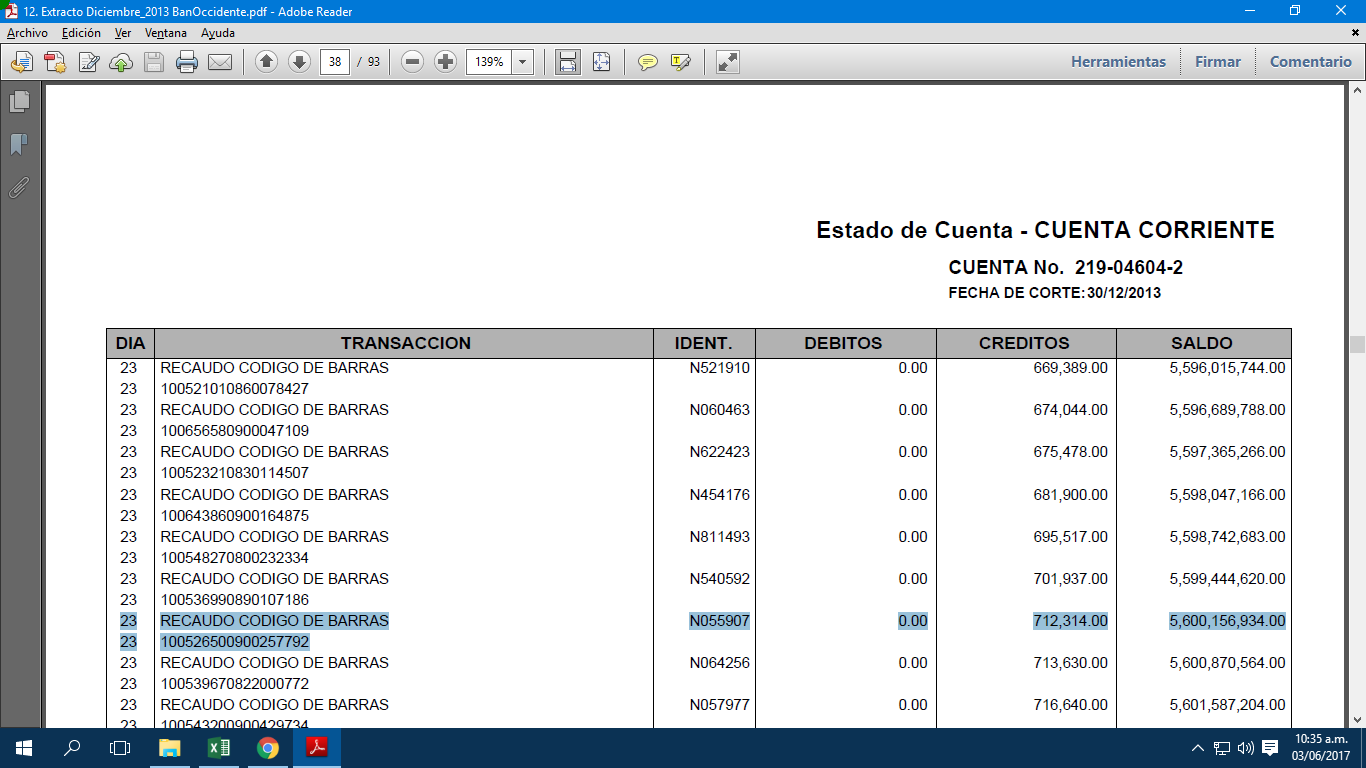 12. Extracto Diciembre_2013 BanOccidente.pdf - Adobe Reader
Archivo Edición Ver Ventana Ayuda
38 / 93 139% Herramientas Firmar Comentario
Estado de Cuenta - CUENTA CORRIENTE
CUENTA No. 219-04604-2
FECHA DE CORTE:30/12/2013
DIA TRANSACCION IDENT. DEBITOS CREDITOS SALDO
23 RECAUDO CODIGO DE BARRAS N521910 0.00 669,389.00 5,596,015,744.00
23 100521010860078427
23 RECAUDO CODIGO DE BARRAS N060463 0.00 674,044.00 5,596,689,788.00
23 100656580900047109
23 RECAUDO CODIGO DE BARRAS N622423 0.00 675,478.00 5,597,365,266.00
23 100523210830114507
23 RECAUDO CODIGO DE BARRAS N454176 0.00 681,900.00 5,598,047,166.00
23 100643860900164875
23 RECAUDO CODIGO DE BARRAS N811493 0.00 695,517.00 5,598,742,683.00
23 100548270800232334
23 RECAUDO CODIGO DE BARRAS N540592 0.00 701,937.00 5,599,444,620.00
23 100536990890107186
23 RECAUDO CODIGO DE BARRAS N055907 0.00 712,314.00 5,600,156,934.00
23 100526500900257792
23 RECAUDO CODIGO DE BARRAS N064256 0.00 713,630.00 5,600,870,564.00
23 100539670822000772
23 RECAUDO CODIGO DE BARRAS N057977 0.00 716,640.00 5,601,587,204.00
23 100543200900429734
10:35 a.m.
03/06/2017